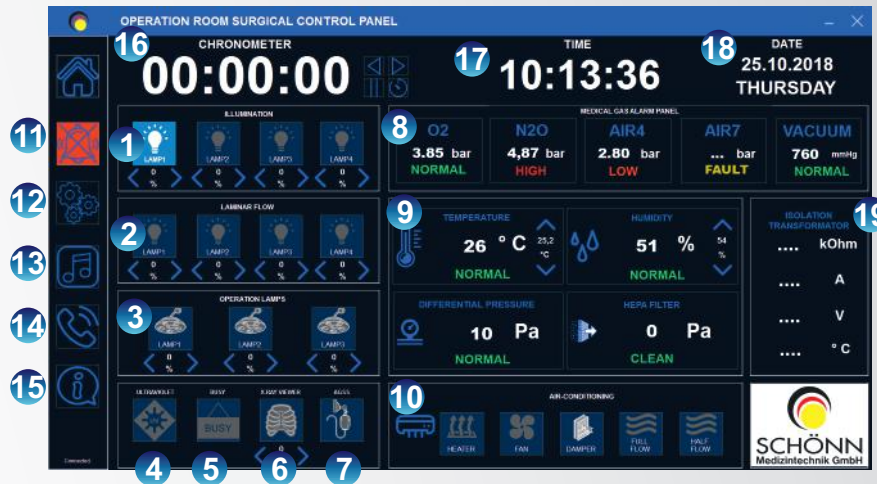 OPERATION ROOM SURGICAL CONTROL PANEL
16
CHRONOMETER
00:00:00
17
TIME
10:13:36
18
DATE
25.10.2018
THURSDAY
11
12
13
14
15
Connected
1
ILLUMINATION
LAMP1 LAMP2 LAMP3 LAMP4
0 0 0 0
% % % %
2
LAMINAR FLOW
LAMP1 LAMP2 LAMP3 LAMP4
0 0 0 0
% % % %
3
OPERATION LAMPS
LAMP1 LAMP2 LAMP3
0 0 0
% % %
ULTRAVIOLET BUSY X-RAY VIEWER AGSS
BUSY
0
4 5 6 7
8
MEDICAL GAS ALARM PANEL
O2 N2O AIR4 AIR7 VACUUM
3.85 bar 4,87 bar 2.80 bar ... bar 760 mmHg
NORMAL HIGH LOW FAULT NORMAL
9
TEMPERATURE
26 °C 25,2 °C
NORMAL
HUMIDITY
51 % 54 %
NORMAL
DIFFERENTIAL PRESSURE
10 Pa
NORMAL
HEPA FILTER
0 Pa
CLEAN
19
ISOLATION
TRANSFORMATOR
.... kOhm
.... A
.... V
.... °C
10
AIR-CONDITIONING
HEATER FAN DAMPER FULL FLOW HALF FLOW
SCHÖNN
Medizintechnik GmbH